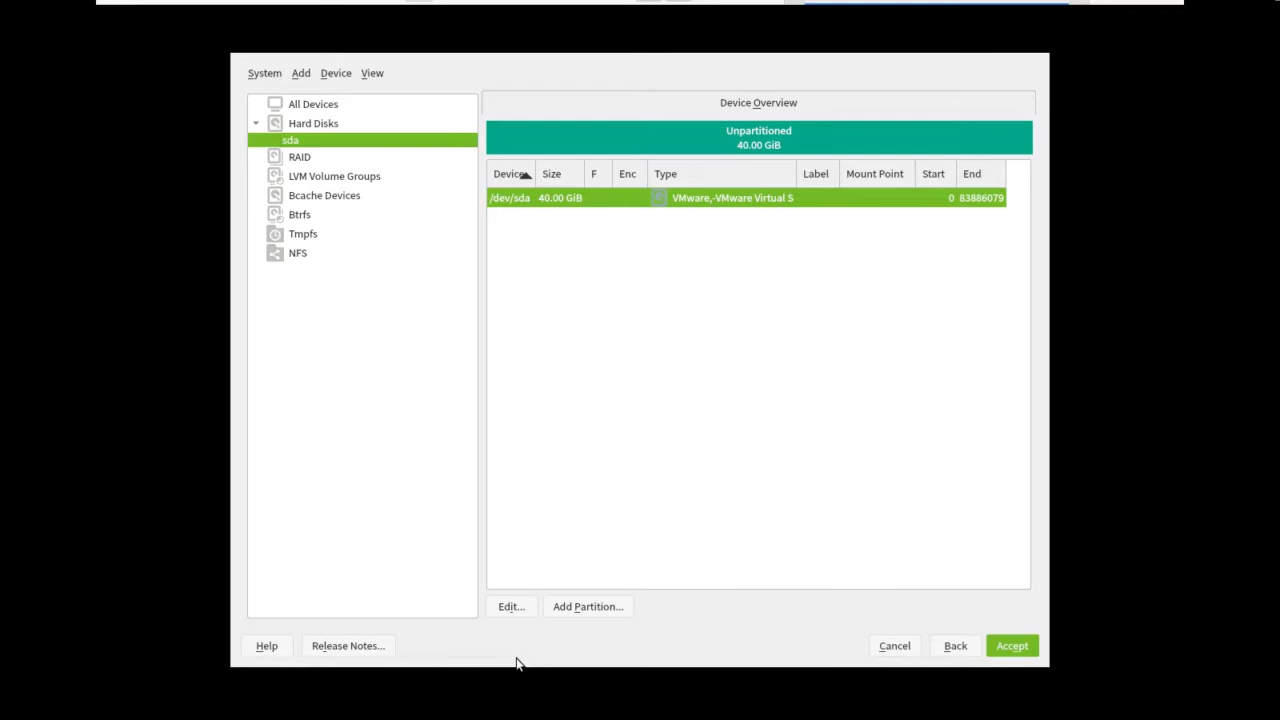 System Add Device View
All Devices
Hard Disks
sda
RAID
LVM Volume Groups
Bcache Devices
Btrfs
Tmpfs
NFS
Device Overview
Unpartitioned
40.00 GiB
Device Size F Enc Type Label Mount Point Start End
/dev/sda 40.00 GiB VMware,-VMware Virtual S 0 83886079
Edit... Add Partition...
Help Release Notes... Cancel Back Accept